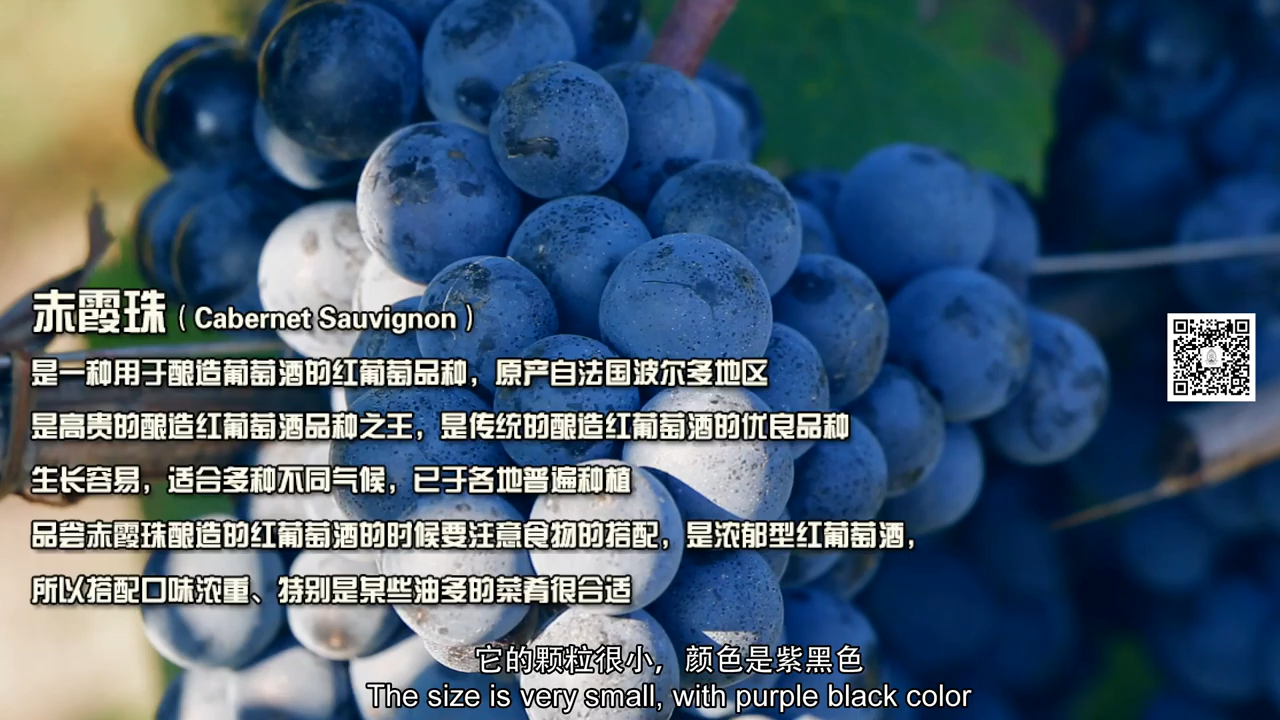 赤霞珠（Cabernet Sauvignon）
是一种用于酿造葡萄酒的红葡萄品种，原产自法国波尔多地区
是高贵的酿造红葡萄酒品种之王，是传统的酿造红葡萄酒的优良品种
生长容易，适合多种不同气候，已于各地普遍种植
品尝赤霞珠酿造的红葡萄酒的时候要注意食物的搭配，是浓郁型红葡萄酒，
所以搭配口味浓重、特别是某些油多的菜肴很合适
它的颗粒很小，颜色是紫黑色
The size is very small, with purple black color